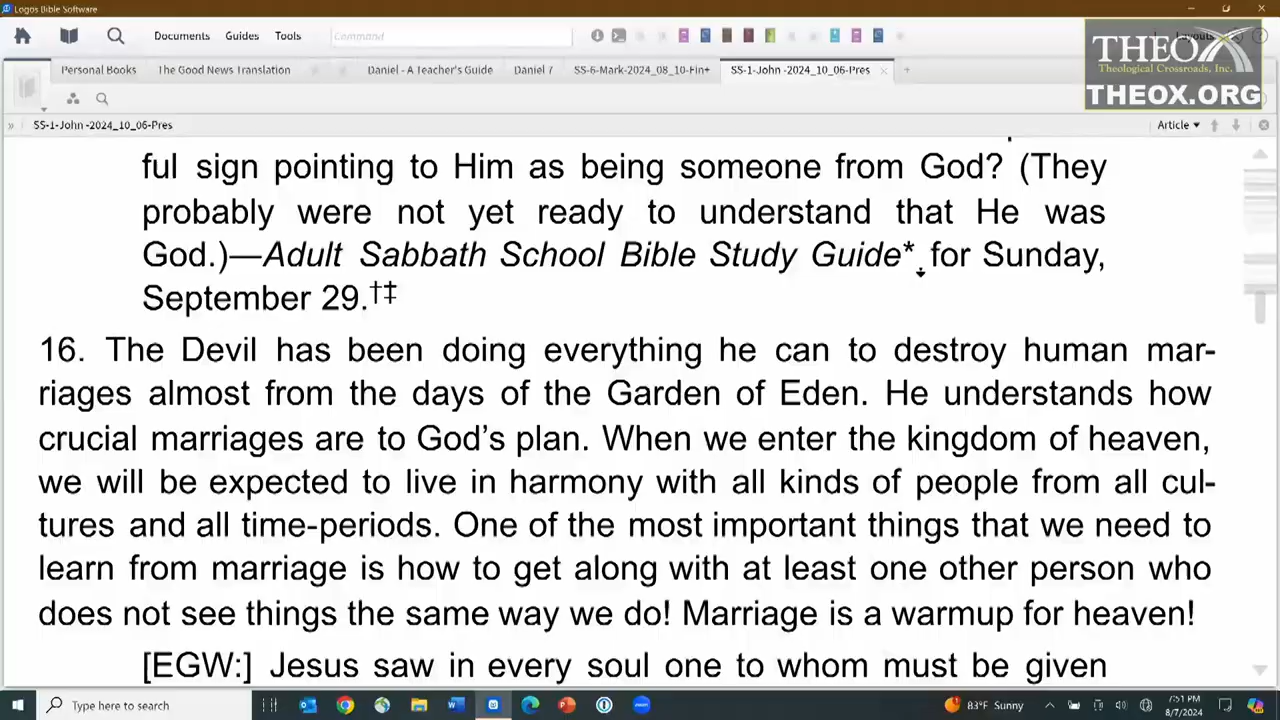 Logos Bible Software
Documents Guides Tools Command
THEOX
Theological Crossroads, Inc.
THEOX.ORG
Personal Books The Good News Translation Daniel 7 SS-6-Mark-2024_08_10-Fin+ SS-1-John -2024_10_06-Pres
SS-1-John -2024_10_06-Pres Article
ful sign pointing to Him as being someone from God? (They
probably were not yet ready to understand that He was
God.)—Adult Sabbath School Bible Study Guide* for Sunday,
September 29.†‡
16. The Devil has been doing everything he can to destroy human mar-
riages almost from the days of the Garden of Eden. He understands how
crucial marriages are to God's plan. When we enter the kingdom of heaven,
we will be expected to live in harmony with all kinds of people from all cul-
tures and all time-periods. One of the most important things that we need to
learn from marriage is how to get along with at least one other person who
does not see things the same way we do! Marriage is a warmup for heaven!
[EGW:] Jesus saw in every soul one to whom must be given
Type here to search 83°F Sunny 7:51 PM
8/7/2024